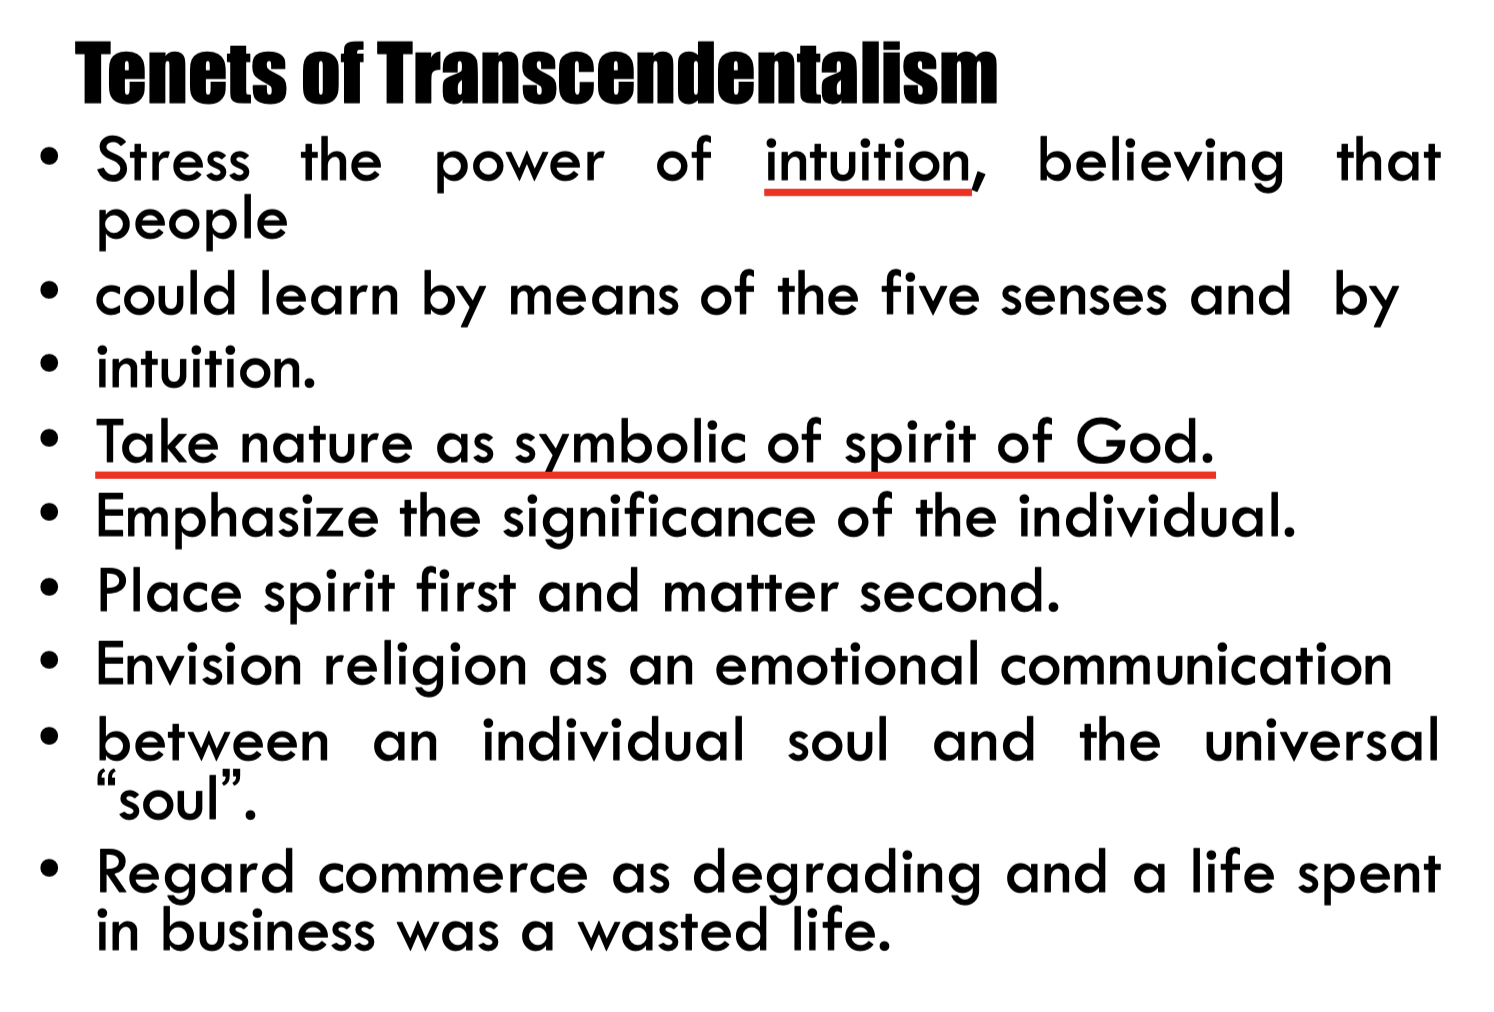 Tenets of Transcendentalism
• Stress the power of intuition, believing that
people
• could learn by means of the five senses and by
• intuition.
• Take nature as symbolic of spirit of God.
• Emphasize the significance of the individual.
• Place spirit first and matter second.
• Envision religion as an emotional communication
• between an individual soul and the universal
“soul”.
• Regard commerce as degrading and a life spent
in business was a wasted life.